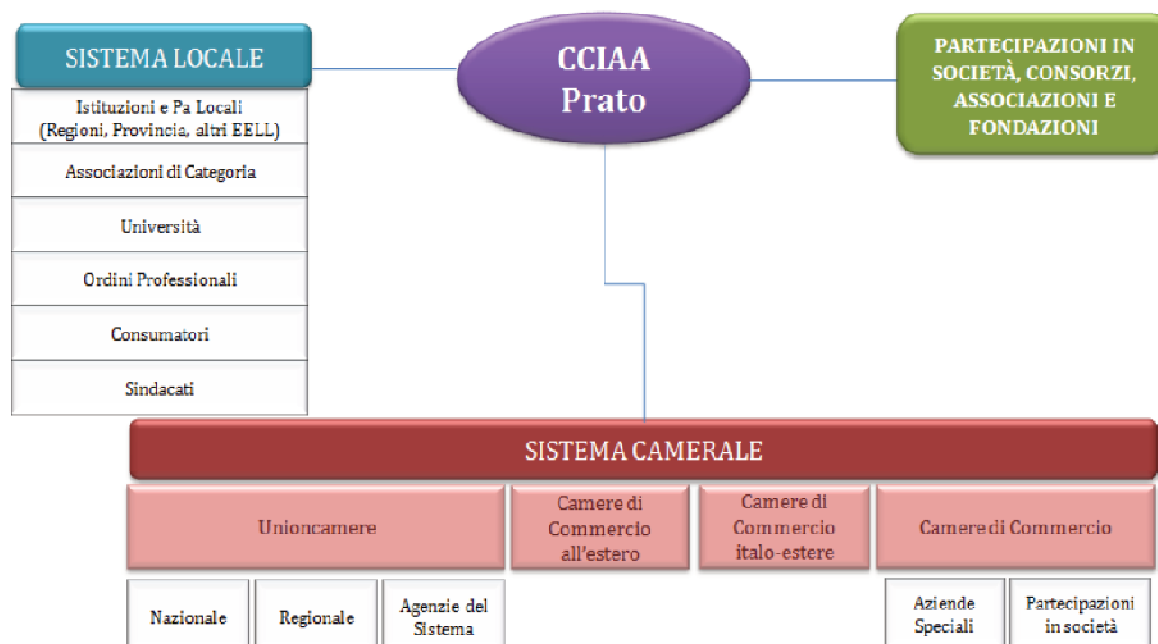 SISTEMA LOCALE
Istituzioni e Pa Locali
(Regioni, Provincia, altri EELL)
Associazioni di Categoria
Università
Ordini Professionali
Consumatori
Sindacati
CCIAA
Prato
PARTECIPAZIONI IN
SOCIETÀ, CONSORZI,
ASSOCIAZIONI E
FONDAZIONI
SISTEMA CAMERALE
Unioncamere
Camere di
Commercio
all'estero
Camere di
Commercio
italo-estere
Camere di Commercio
Nazionale
Regionale
Agenzie del
Sistema
Aziende
Speciali
Partecipazioni
in società